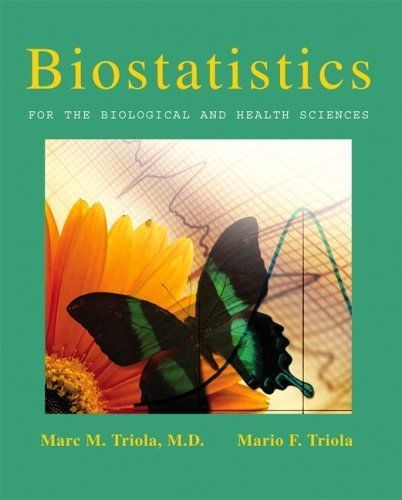 Biostatistics
FOR THE BIOLOGICAL AND HEALTH SCIENCES
Marc M. Triola, M.D. Mario F. Triola